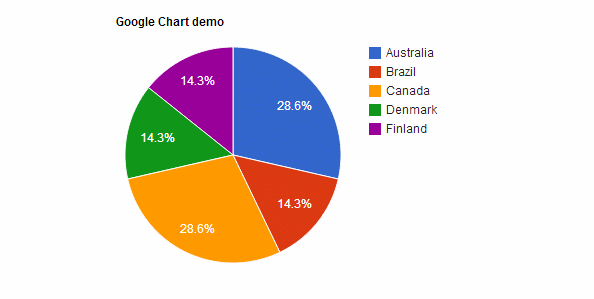 Google Chart demo
Australia
Brazil
Canada
Denmark
Finland
14.3%
28.6%
14.3%
14.3%
28.6%